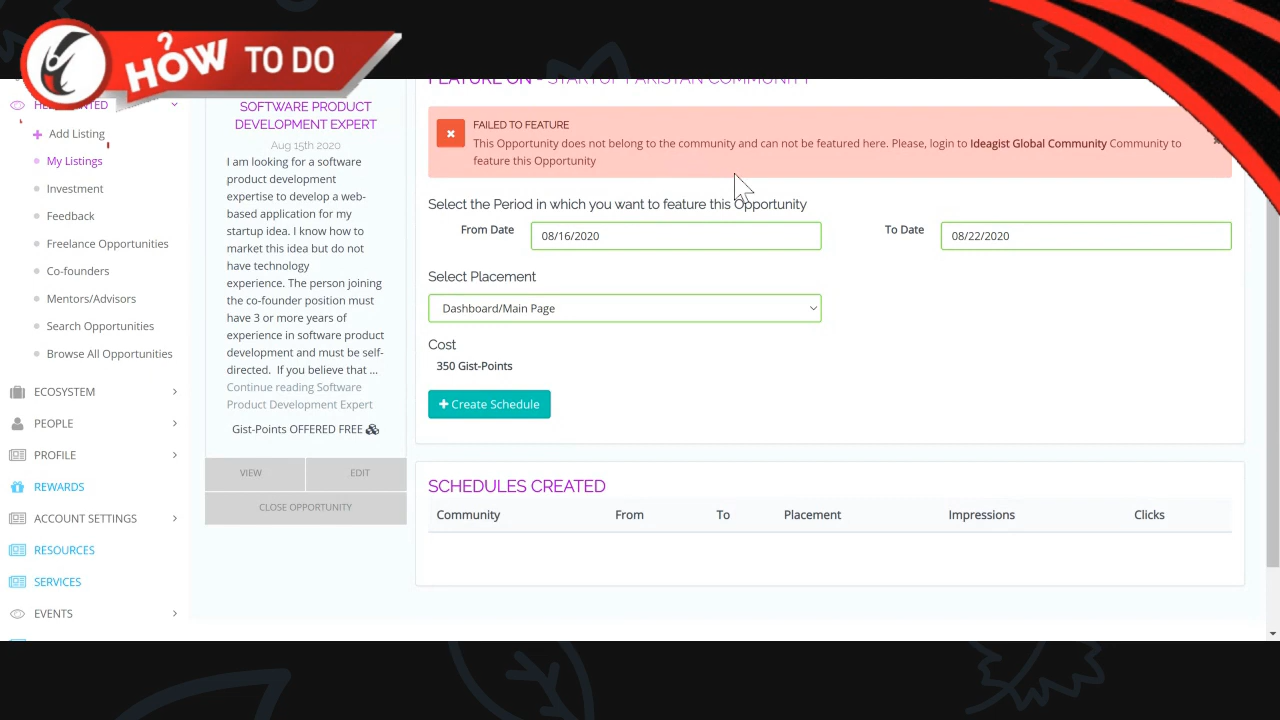 ?
HOW TO DO
HELP WANTED
Add Listing
My Listings
Investment
Feedback
Freelance Opportunities
Co-founders
Mentors/Advisors
Search Opportunities
Browse All Opportunities
ECOSYSTEM
PEOPLE
PROFILE
REWARDS
ACCOUNT SETTINGS
RESOURCES
SERVICES
EVENTS
SOFTWARE PRODUCT
DEVELOPMENT EXPERT
Aug 15th 2020
I am looking for a software
product development
expertise to develop a web-
based application for my
startup idea. I know how to
market this idea but do not
have technology
experience. The person joining
the co-founder position must
have 3 or more years of
experience in software product
development and must be self-
directed. If you believe that ...
Continue reading Software
Product Development Expert
Gist-Points OFFERED FREE
VIEW EDIT
CLOSE OPPORTUNITY
FEATURE ON - STARTUP PAKISTAN COMMUNITY
FAILED TO FEATURE
This Opportunity does not belong to the community and can not be featured here. Please, login to Ideagist Global Community Community to
feature this Opportunity
Select the Period in which you want to feature this Opportunity
From Date 08/16/2020 To Date 08/22/2020
Select Placement
Dashboard/Main Page
Cost
350 Gist-Points
+ Create Schedule
SCHEDULES CREATED
Community From To Placement Impressions Clicks